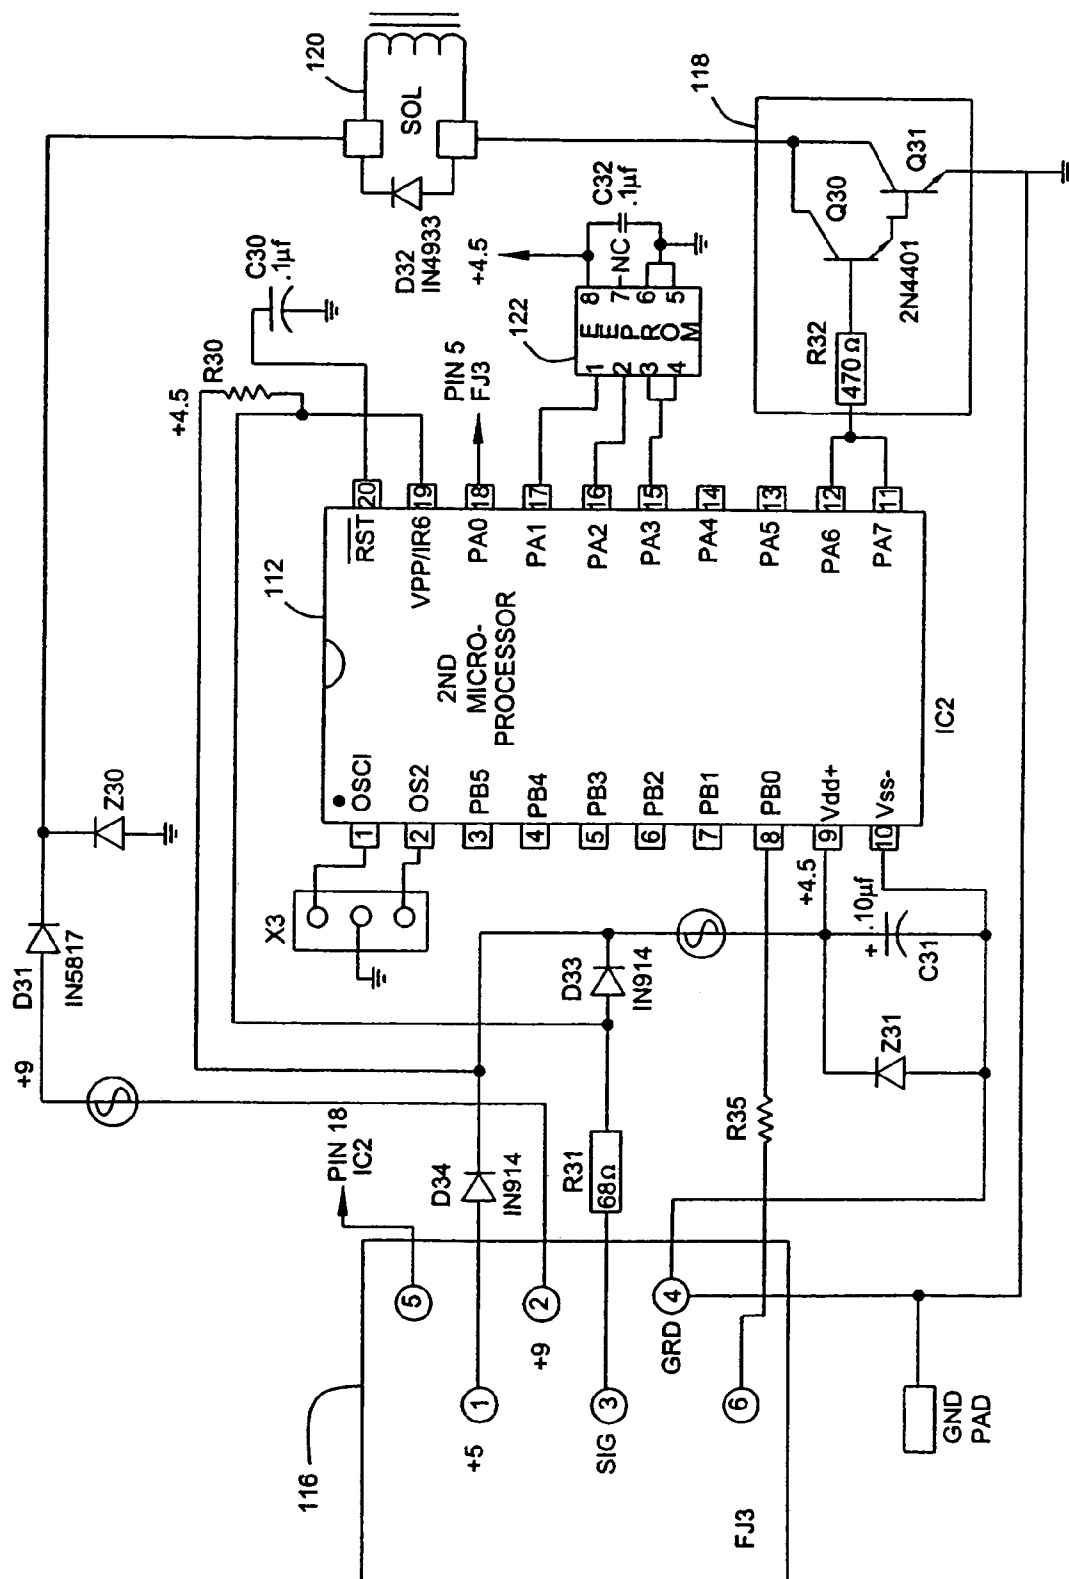 116
+5
1
+9
2
SIG
3
GRD
4
5
6
FJ3
GND
PAD
PIN 18
IC2
D34
IN914
R31
68Ω
R35
+9
D31
IN5817
Z30
X3
D33
IN914
Z31
+4.5
+ .10µf
C31
112
2ND
MICRO-
PROCESSOR
IC2
1 OSCI
2 OS2
3 PB5
4 PB4
5 PB3
6 PB2
7 PB1
8 PB0
9 Vdd+
10 Vss-
RST 20
VPP/IR6 19
PA0 18
PA1 17
PA2 16
PA3 15
PA4 14
PA5 13
PA6 12
PA7 11
+4.5
R30
C30
.1µf
PIN 5
FJ3
122
EEPROM
1
2
3
4
8
7
6
5
NC
+4.5
C32
.1µf
D32
IN4933
SOL
120
118
R32
470Ω
Q30
Q31
2N4401